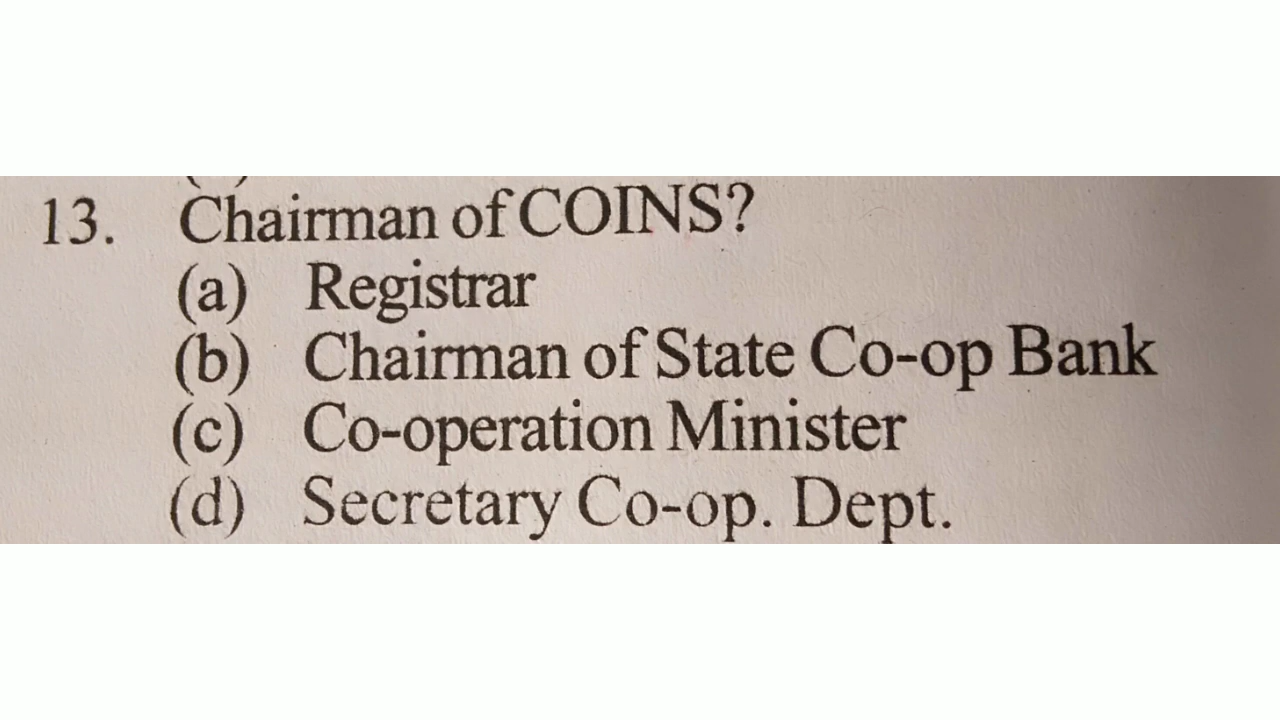 13. Chairman of COINS?
(a) Registrar
(b) Chairman of State Co-op Bank
(c) Co-operation Minister
(d) Secretary Co-op. Dept.